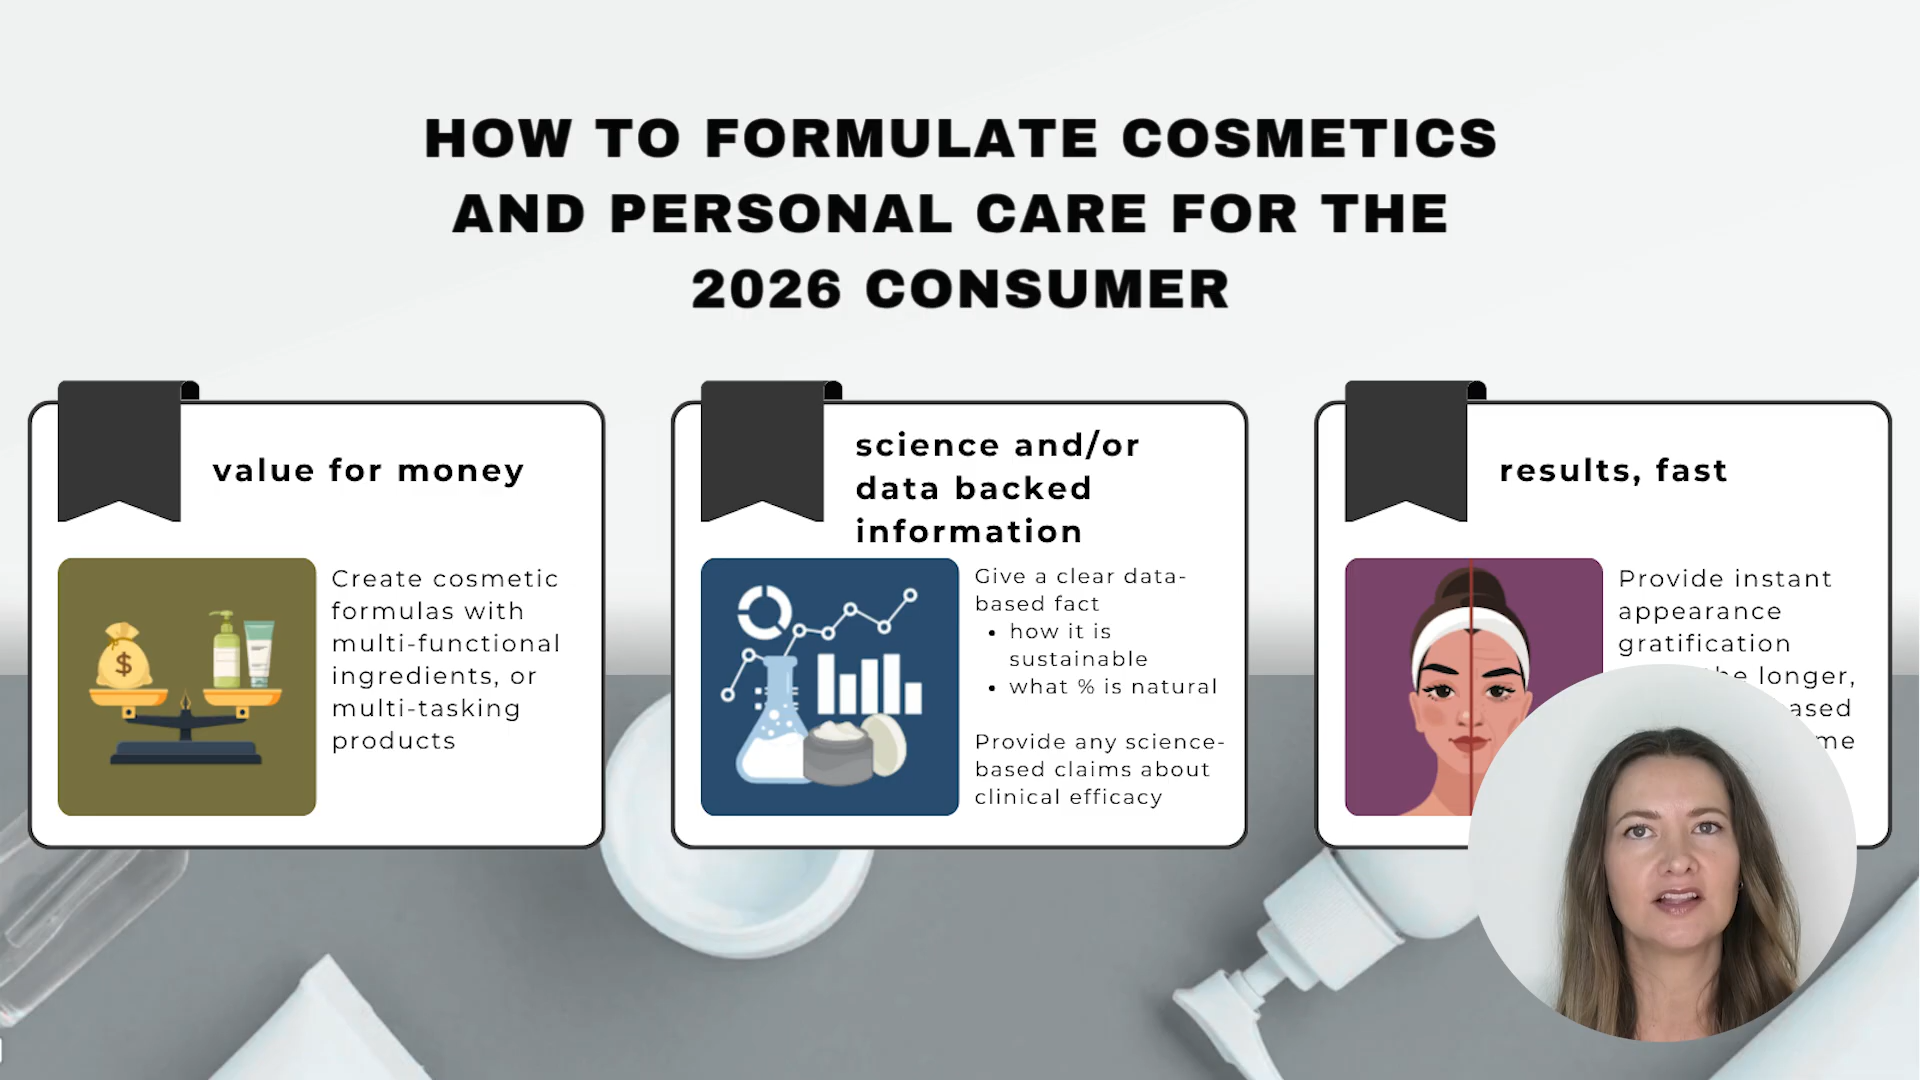 HOW TO FORMULATE COSMETICS
AND PERSONAL CARE FOR THE
2026 CONSUMER
value for money
Create cosmetic
formulas with
multi-functional
ingredients, or
multi-tasking
products
$
science and/or
data backed
information
Give a clear data-
based fact
• how it is
sustainable
• what % is natural
Provide any science-
based claims about
clinical efficacy
results, fast
Provide instant
appearance
gratification
longer,